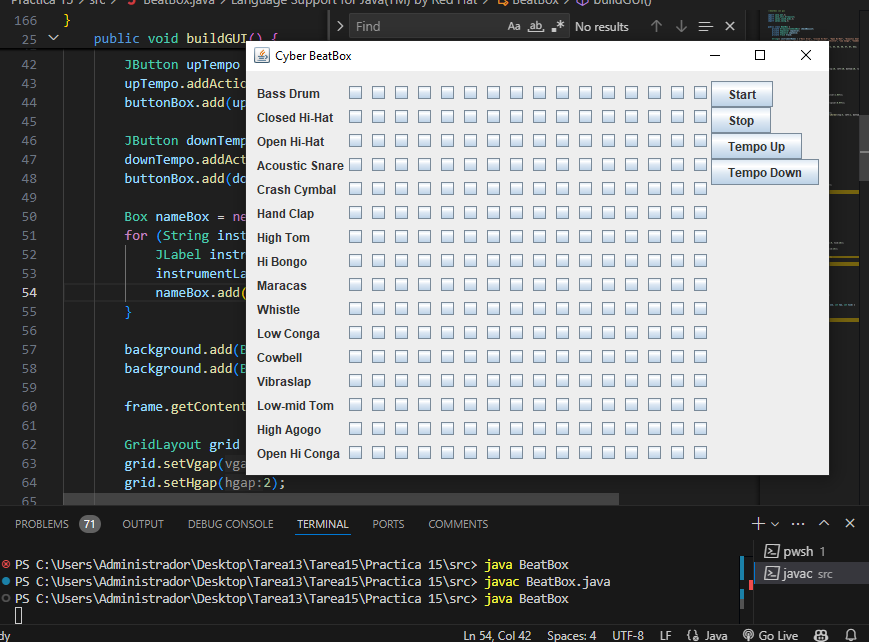 Practica 15 > src > BeatBox.java > Language Support for Java(TM) by Red Hat > BeatBox > buildGUI()
166 }
25 public void buildGUI() {
Find Aa ab .* No results
42 JButton upTempo
43 upTempo.addActio
44 buttonBox.add(up
45
46 JButton downTemp
47 downTempo.addAct
48 buttonBox.add(do
49
50 Box nameBox = ne
51 for (String inst
52 JLabel instr
53 instrumentLa
54 nameBox.add(
55 }
56
57 background.add(B
58 background.add(B
59
60 frame.getContent
61
62 GridLayout grid
63 grid.setVgap(vga
64 grid.setHgap(hgap:2);
65
Cyber BeatBox
Bass Drum
Closed Hi-Hat
Open Hi-Hat
Acoustic Snare
Crash Cymbal
Hand Clap
High Tom
Hi Bongo
Maracas
Whistle
Low Conga
Cowbell
Vibraslap
Low-mid Tom
High Agogo
Open Hi Conga
Start
Stop
Tempo Up
Tempo Down
PROBLEMS 71 OUTPUT DEBUG CONSOLE TERMINAL PORTS COMMENTS
PS C:\Users\Administrador\Desktop\Tarea13\Tarea15\Practica 15\src> java BeatBox
PS C:\Users\Administrador\Desktop\Tarea13\Tarea15\Practica 15\src> javac BeatBox.java
PS C:\Users\Administrador\Desktop\Tarea13\Tarea15\Practica 15\src> java BeatBox
pwsh 1
javac src
dy Ln 54, Col 42 Spaces: 4 UTF-8 LF {} Java Go Live